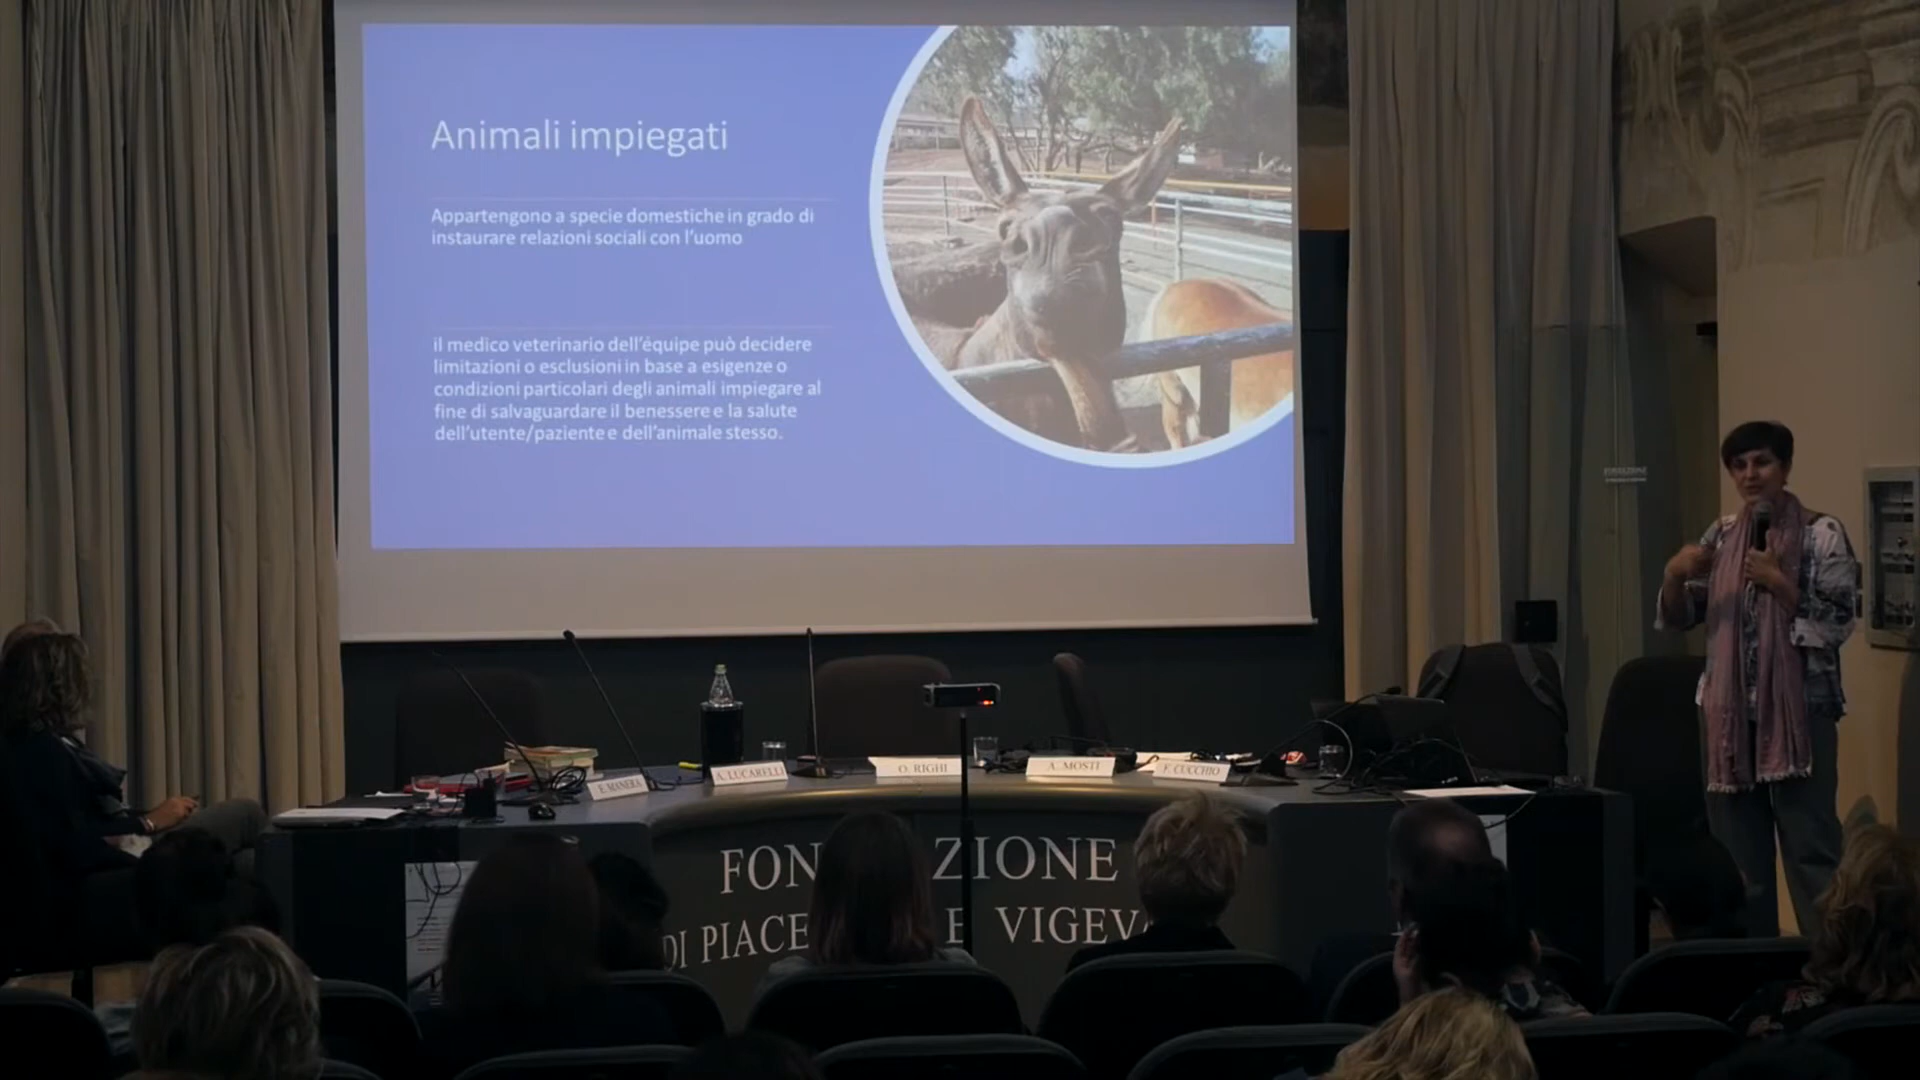 Animali impiegati
Appartengono a specie domestiche in grado di
instaurare relazioni sociali con l'uomo
il medico veterinario dell'équipe può decidere
limitazioni o esclusioni in base a esigenze o
condizioni particolari degli animali impiegare al
fine di salvaguardare il benessere e la salute
dell'utente/paziente e dell'animale stesso.
FONDAZIONE
E. MANERA
A. LUCARELLI
O. RIGHI
A. MOSTI
F. CUCCHIO
FON ZIONE
DI PIACE E VIGEV